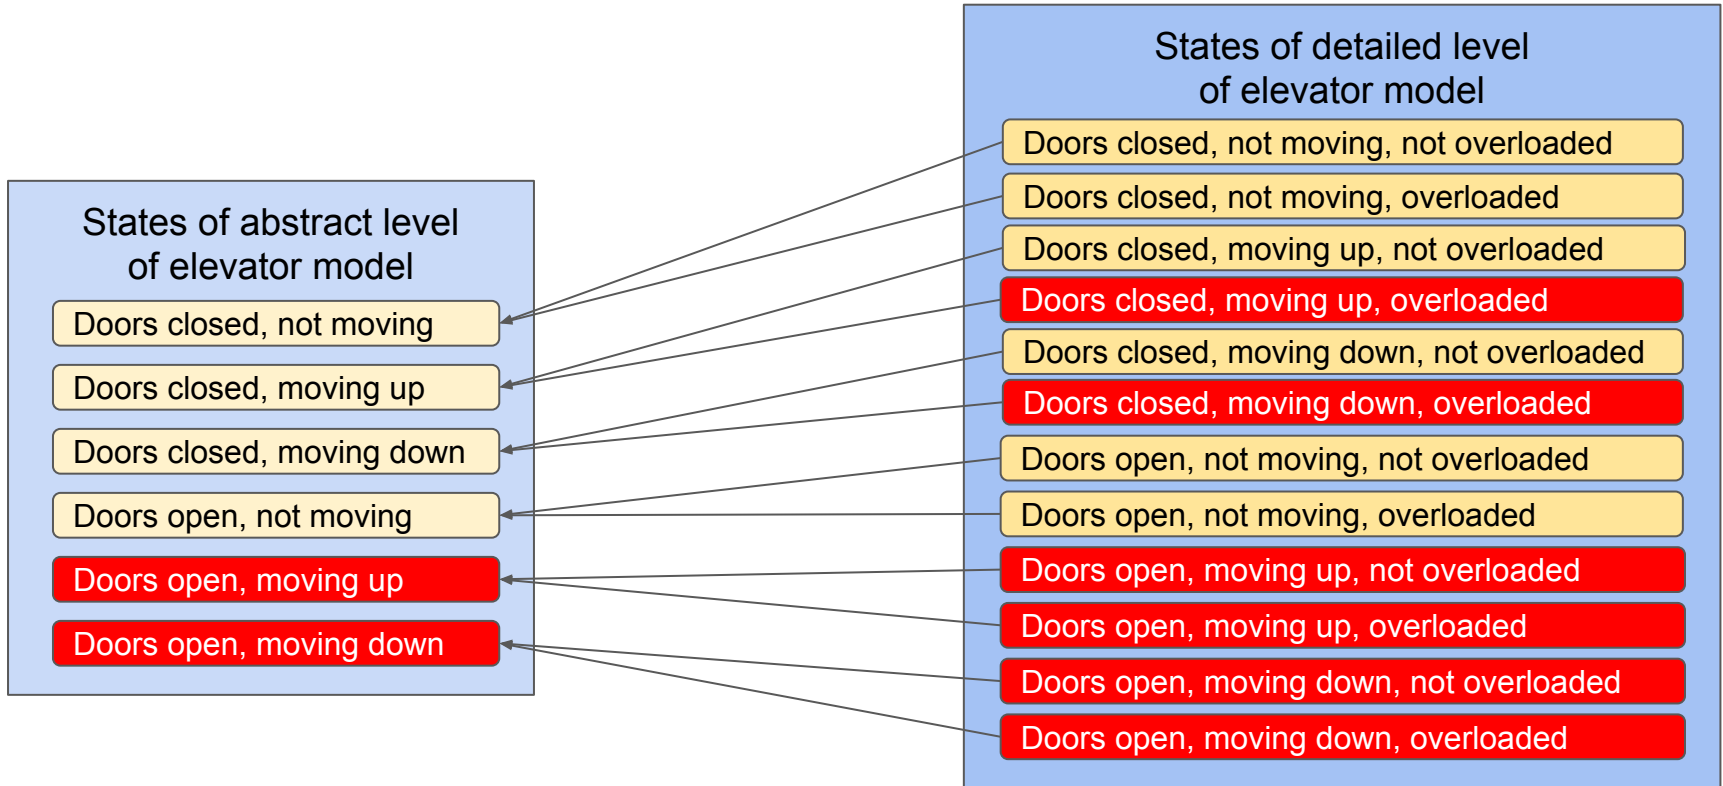 States of abstract level
of elevator model
Doors closed, not moving
Doors closed, moving up
Doors closed, moving down
Doors open, not moving
Doors open, moving up
Doors open, moving down
States of detailed level
of elevator model
Doors closed, not moving, not overloaded
Doors closed, not moving, overloaded
Doors closed, moving up, not overloaded
Doors closed, moving up, overloaded
Doors closed, moving down, not overloaded
Doors closed, moving down, overloaded
Doors open, not moving, not overloaded
Doors open, not moving, overloaded
Doors open, moving up, not overloaded
Doors open, moving up, overloaded
Doors open, moving down, not overloaded
Doors open, moving down, overloaded